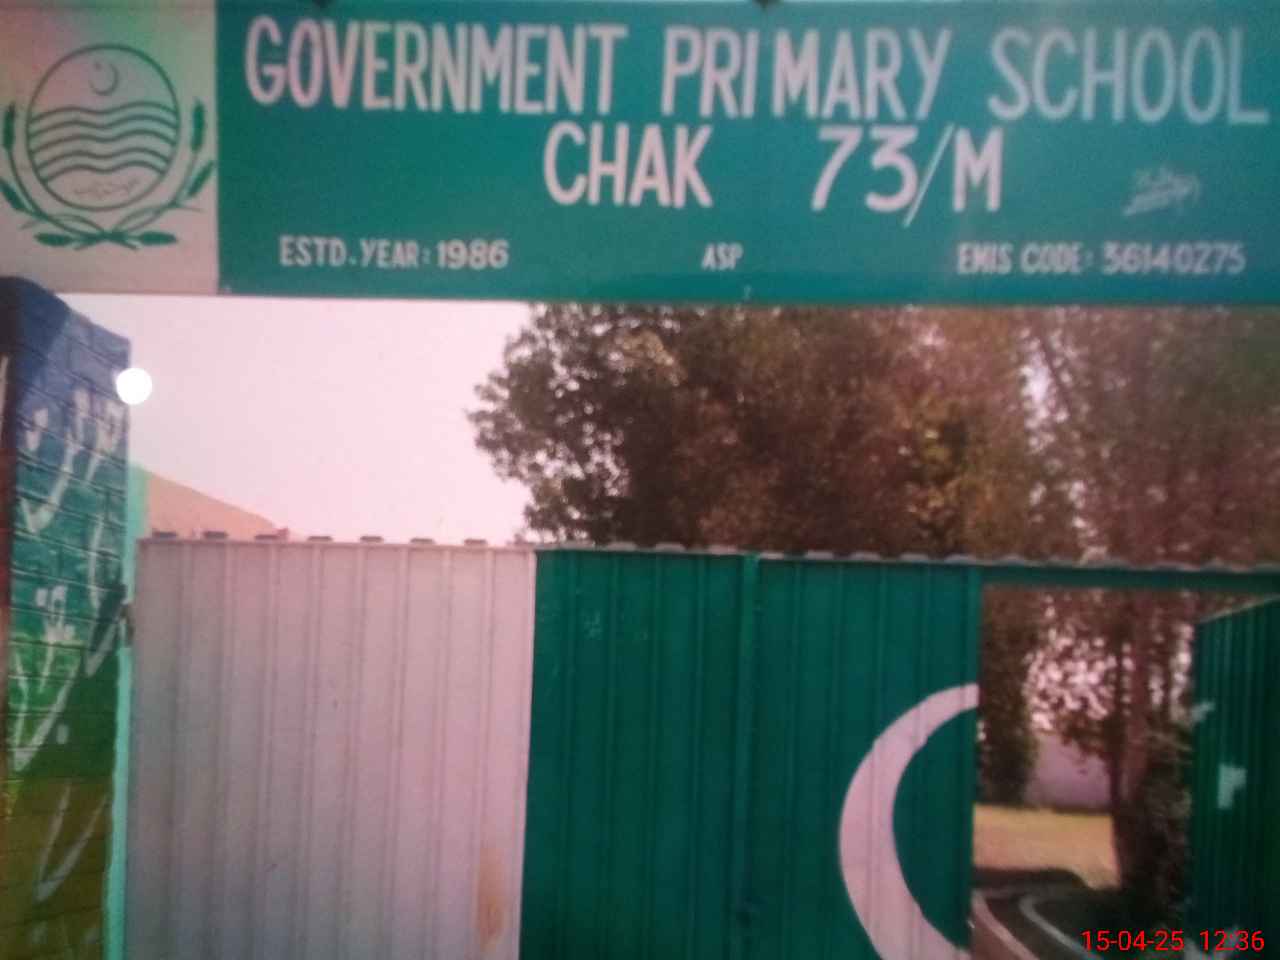 GOVERNMENT PRIMARY SCHOOL
CHAK 73/M
ESTD. YEAR: 1986 ASP EMIS CODE: 36140275
15-04-25 12:36